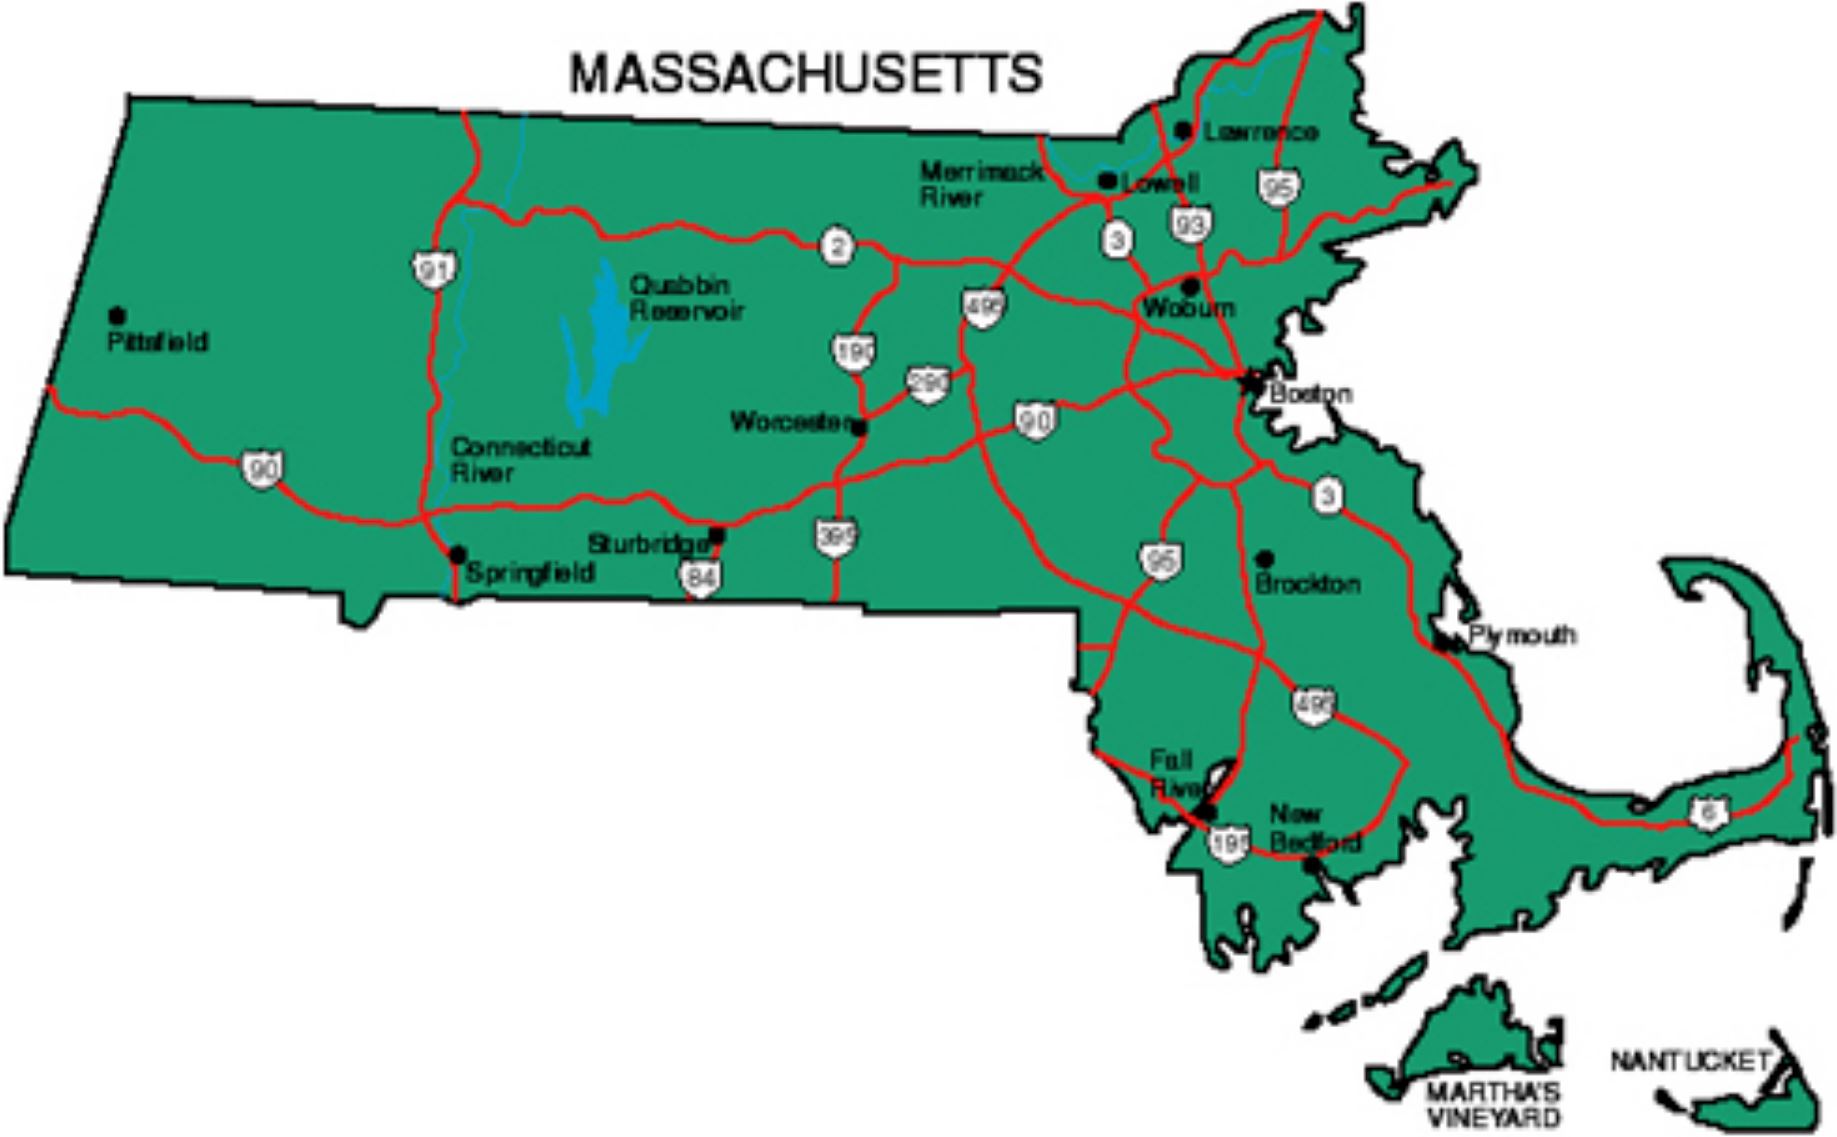 MASSACHUSETTS
Lawrence
Merrimack
River
Lowell
95
93
3
2
91
Quabbin
Reservoir
495
Woburn
Pittsfield
190
290
Boston
90
Worcester
Connecticut
River
90
3
395
Sturbridge
84
Springfield
95
Brockton
Plymouth
495
Fall
River
New
Bedford
6
NANTUCKET
MARTHA'S
VINEYARD